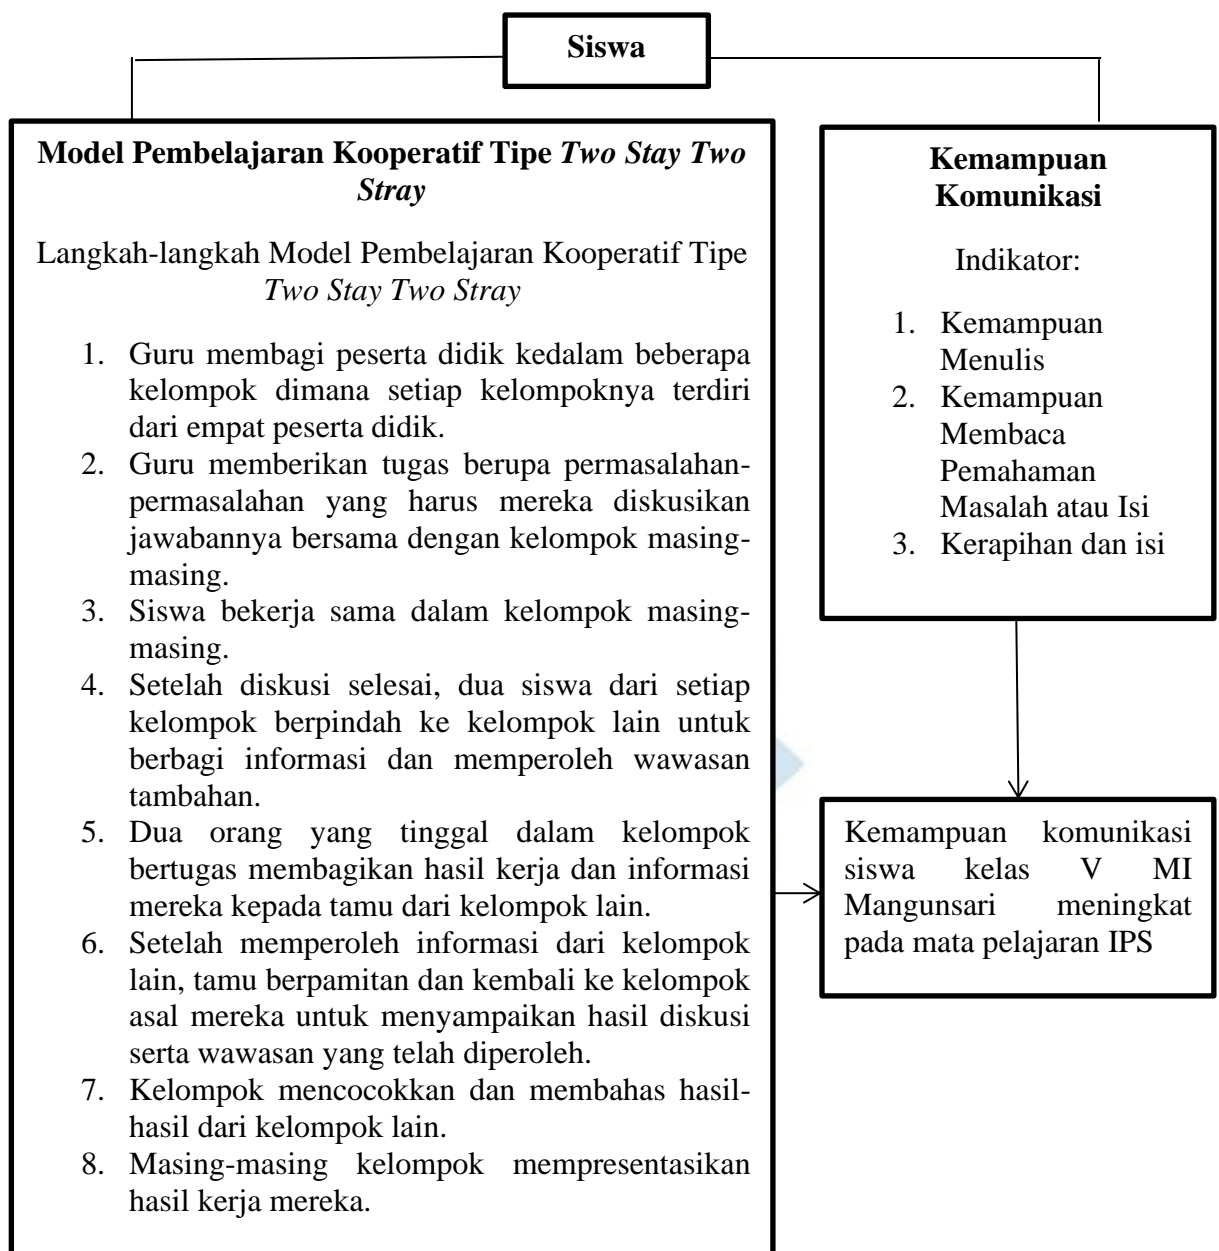 Siswa
Model Pembelajaran Kooperatif Tipe Two Stay Two
Stray
Langkah-langkah Model Pembelajaran Kooperatif Tipe
Two Stay Two Stray
1. Guru membagi peserta didik kedalam beberapa
kelompok dimana setiap kelompoknya terdiri
dari empat peserta didik.
2. Guru memberikan tugas berupa permasalahan-
permasalahan yang harus mereka diskusikan
jawabannya bersama dengan kelompok masing-
masing.
3. Siswa bekerja sama dalam kelompok masing-
masing.
4. Setelah diskusi selesai, dua siswa dari setiap
kelompok berpindah ke kelompok lain untuk
berbagi informasi dan memperoleh wawasan
tambahan.
5. Dua orang yang tinggal dalam kelompok
bertugas membagikan hasil kerja dan informasi
mereka kepada tamu dari kelompok lain.
6. Setelah memperoleh informasi dari kelompok
lain, tamu berpamitan dan kembali ke kelompok
asal mereka untuk menyampaikan hasil diskusi
serta wawasan yang telah diperoleh.
7. Kelompok mencocokkan dan membahas hasil-
hasil dari kelompok lain.
8. Masing-masing kelompok mempresentasikan
hasil kerja mereka.
Kemampuan
Komunikasi
Indikator:
1. Kemampuan
Menulis
2. Kemampuan
Membaca
Pemahaman
Masalah atau Isi
3. Kerapihan dan isi
Kemampuan komunikasi
siswa kelas V MI
Mangunsari meningkat
pada mata pelajaran IPS